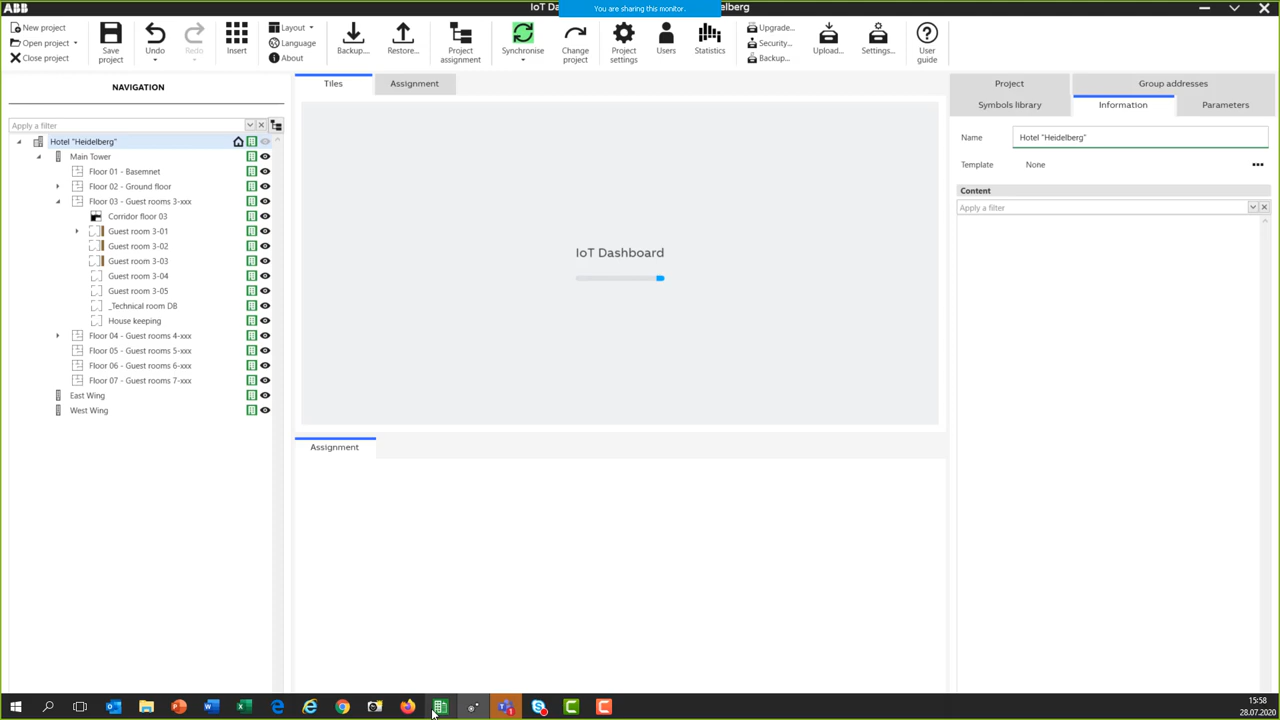 ABB
IoT Da
You are sharing this monitor.
elberg"
New project
Open project
Close project
Save project
Undo
Redo
Insert
Layout
Language
About
Backup...
Restore...
Project assignment
Synchronise
Change project
Project settings
Users
Statistics
Upgrade...
Security...
Backup...
Upload...
Settings...
User guide
NAVIGATION
Apply a filter
Hotel "Heidelberg"
Main Tower
Floor 01 - Basemnet
Floor 02 - Ground floor
Floor 03 - Guest rooms 3-xxx
Corridor floor 03
Guest room 3-01
Guest room 3-02
Guest room 3-03
Guest room 3-04
Guest room 3-05
_Technical room DB
House keeping
Floor 04 - Guest rooms 4-xxx
Floor 05 - Guest rooms 5-xxx
Floor 06 - Guest rooms 6-xxx
Floor 07 - Guest rooms 7-xxx
East Wing
West Wing
Tiles
Assignment
IoT Dashboard
Assignment
Project
Group addresses
Symbols library
Information
Parameters
Name
Hotel "Heidelberg"
Template
None
Content
Apply a filter
15:58
28.07.2020